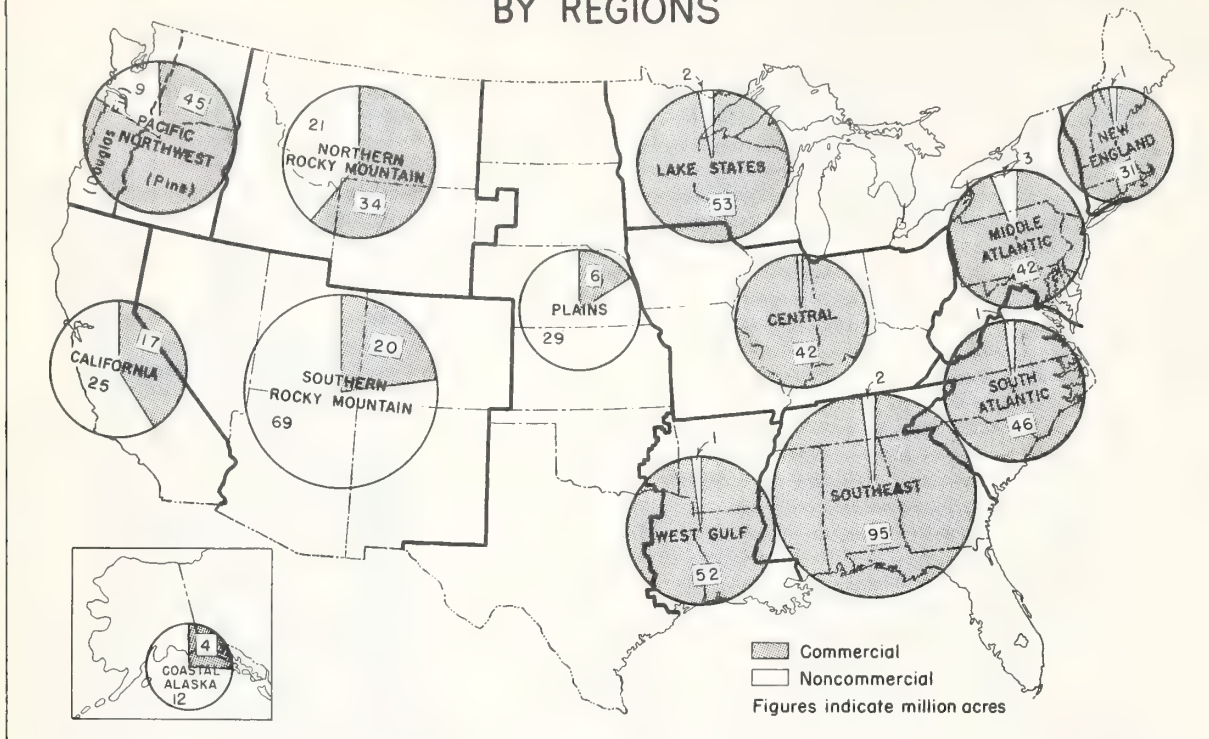 BY REGIONS
9
45
PACIFIC
NORTHWEST
(Douglas Fir)
(Pine)
21
NORTHERN
ROCKY MOUNTAIN
34
2
LAKE STATES
53
1
NEW
ENGLAND
31
3
MIDDLE
ATLANTIC
42
6
PLAINS
29
CENTRAL
42
1
SOUTH
ATLANTIC
46
17
CALIFORNIA
25
20
SOUTHERN
ROCKY MOUNTAIN
69
1
WEST GULF
52
2
SOUTHEAST
95
4
COASTAL
ALASKA
12
Commercial
Noncommercial
Figures indicate million acres